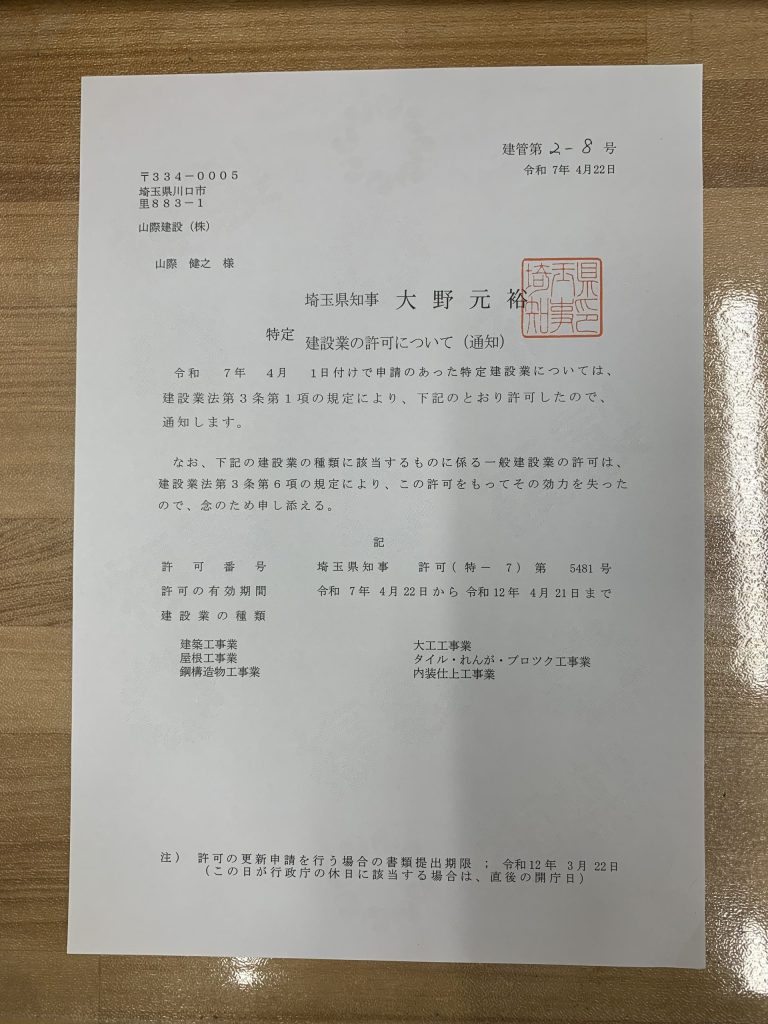 建管第 2-8 号
令和 7年 4月22日
〒334-0005
埼玉県川口市
里883-1
山際建設(株)
山際 健之 様
埼玉県知事 大野元裕
埼玉県知事印
特定 建設業の許可について(通知)
令和 7年 4月 1日付けで申請のあった特定建設業については、
建設業法第3条第1項の規定により、下記のとおり許可したので、
通知します。
なお、下記の建設業の種類に該当するものに係る一般建設業の許可は、
建設業法第3条第6項の規定により、この許可をもってその効力を失った
ので、念のため申し添える。
記
許可番号 埼玉県知事 許可(特-7)第 5481号
許可の有効期間 令和 7年 4月22日から 令和12年 4月21日まで
建設業の種類
建築工事業 大工工事業
屋根工事業 タイル・れんが・ブロツク工事業
鋼構造物工事業 内装仕上工事業
注) 許可の更新申請を行う場合の書類提出期限 ; 令和12年 3月22日
(この日が行政庁の休日に該当する場合は、直後の開庁日)